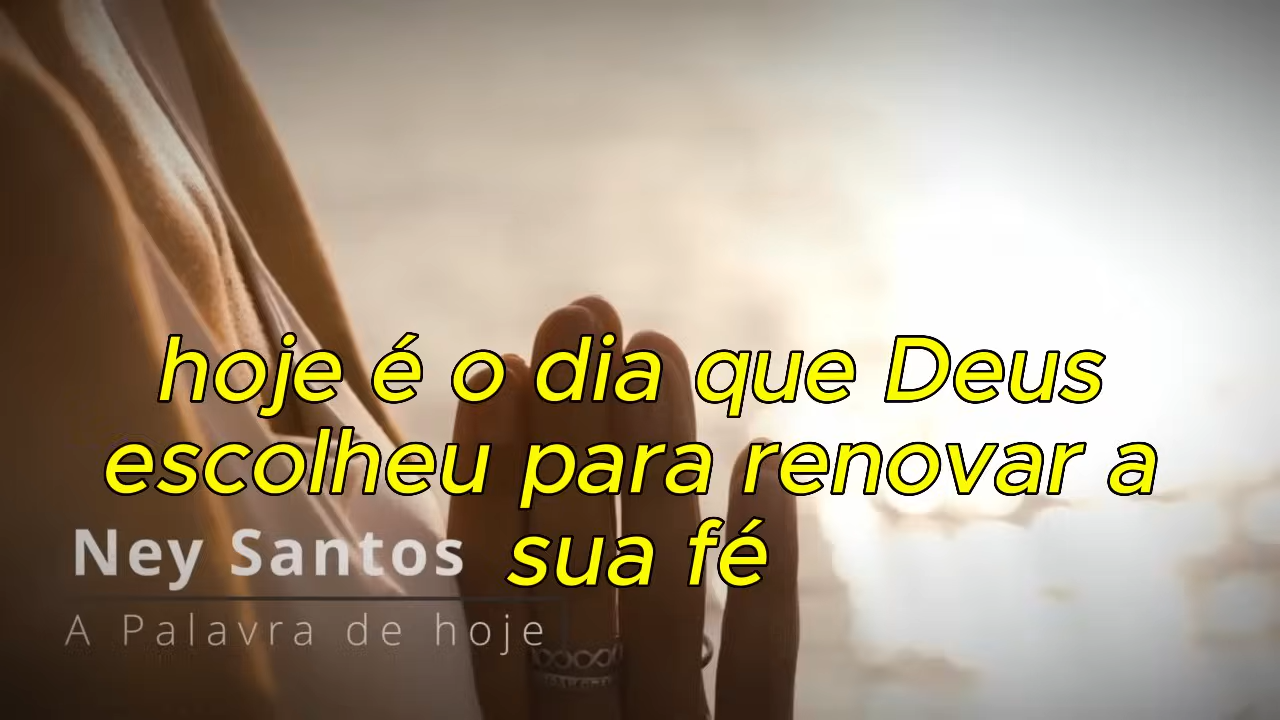 hoje é o dia que Deus
escolheu para renovar a
sua fé
Ney Santos
A Palavra de hoje